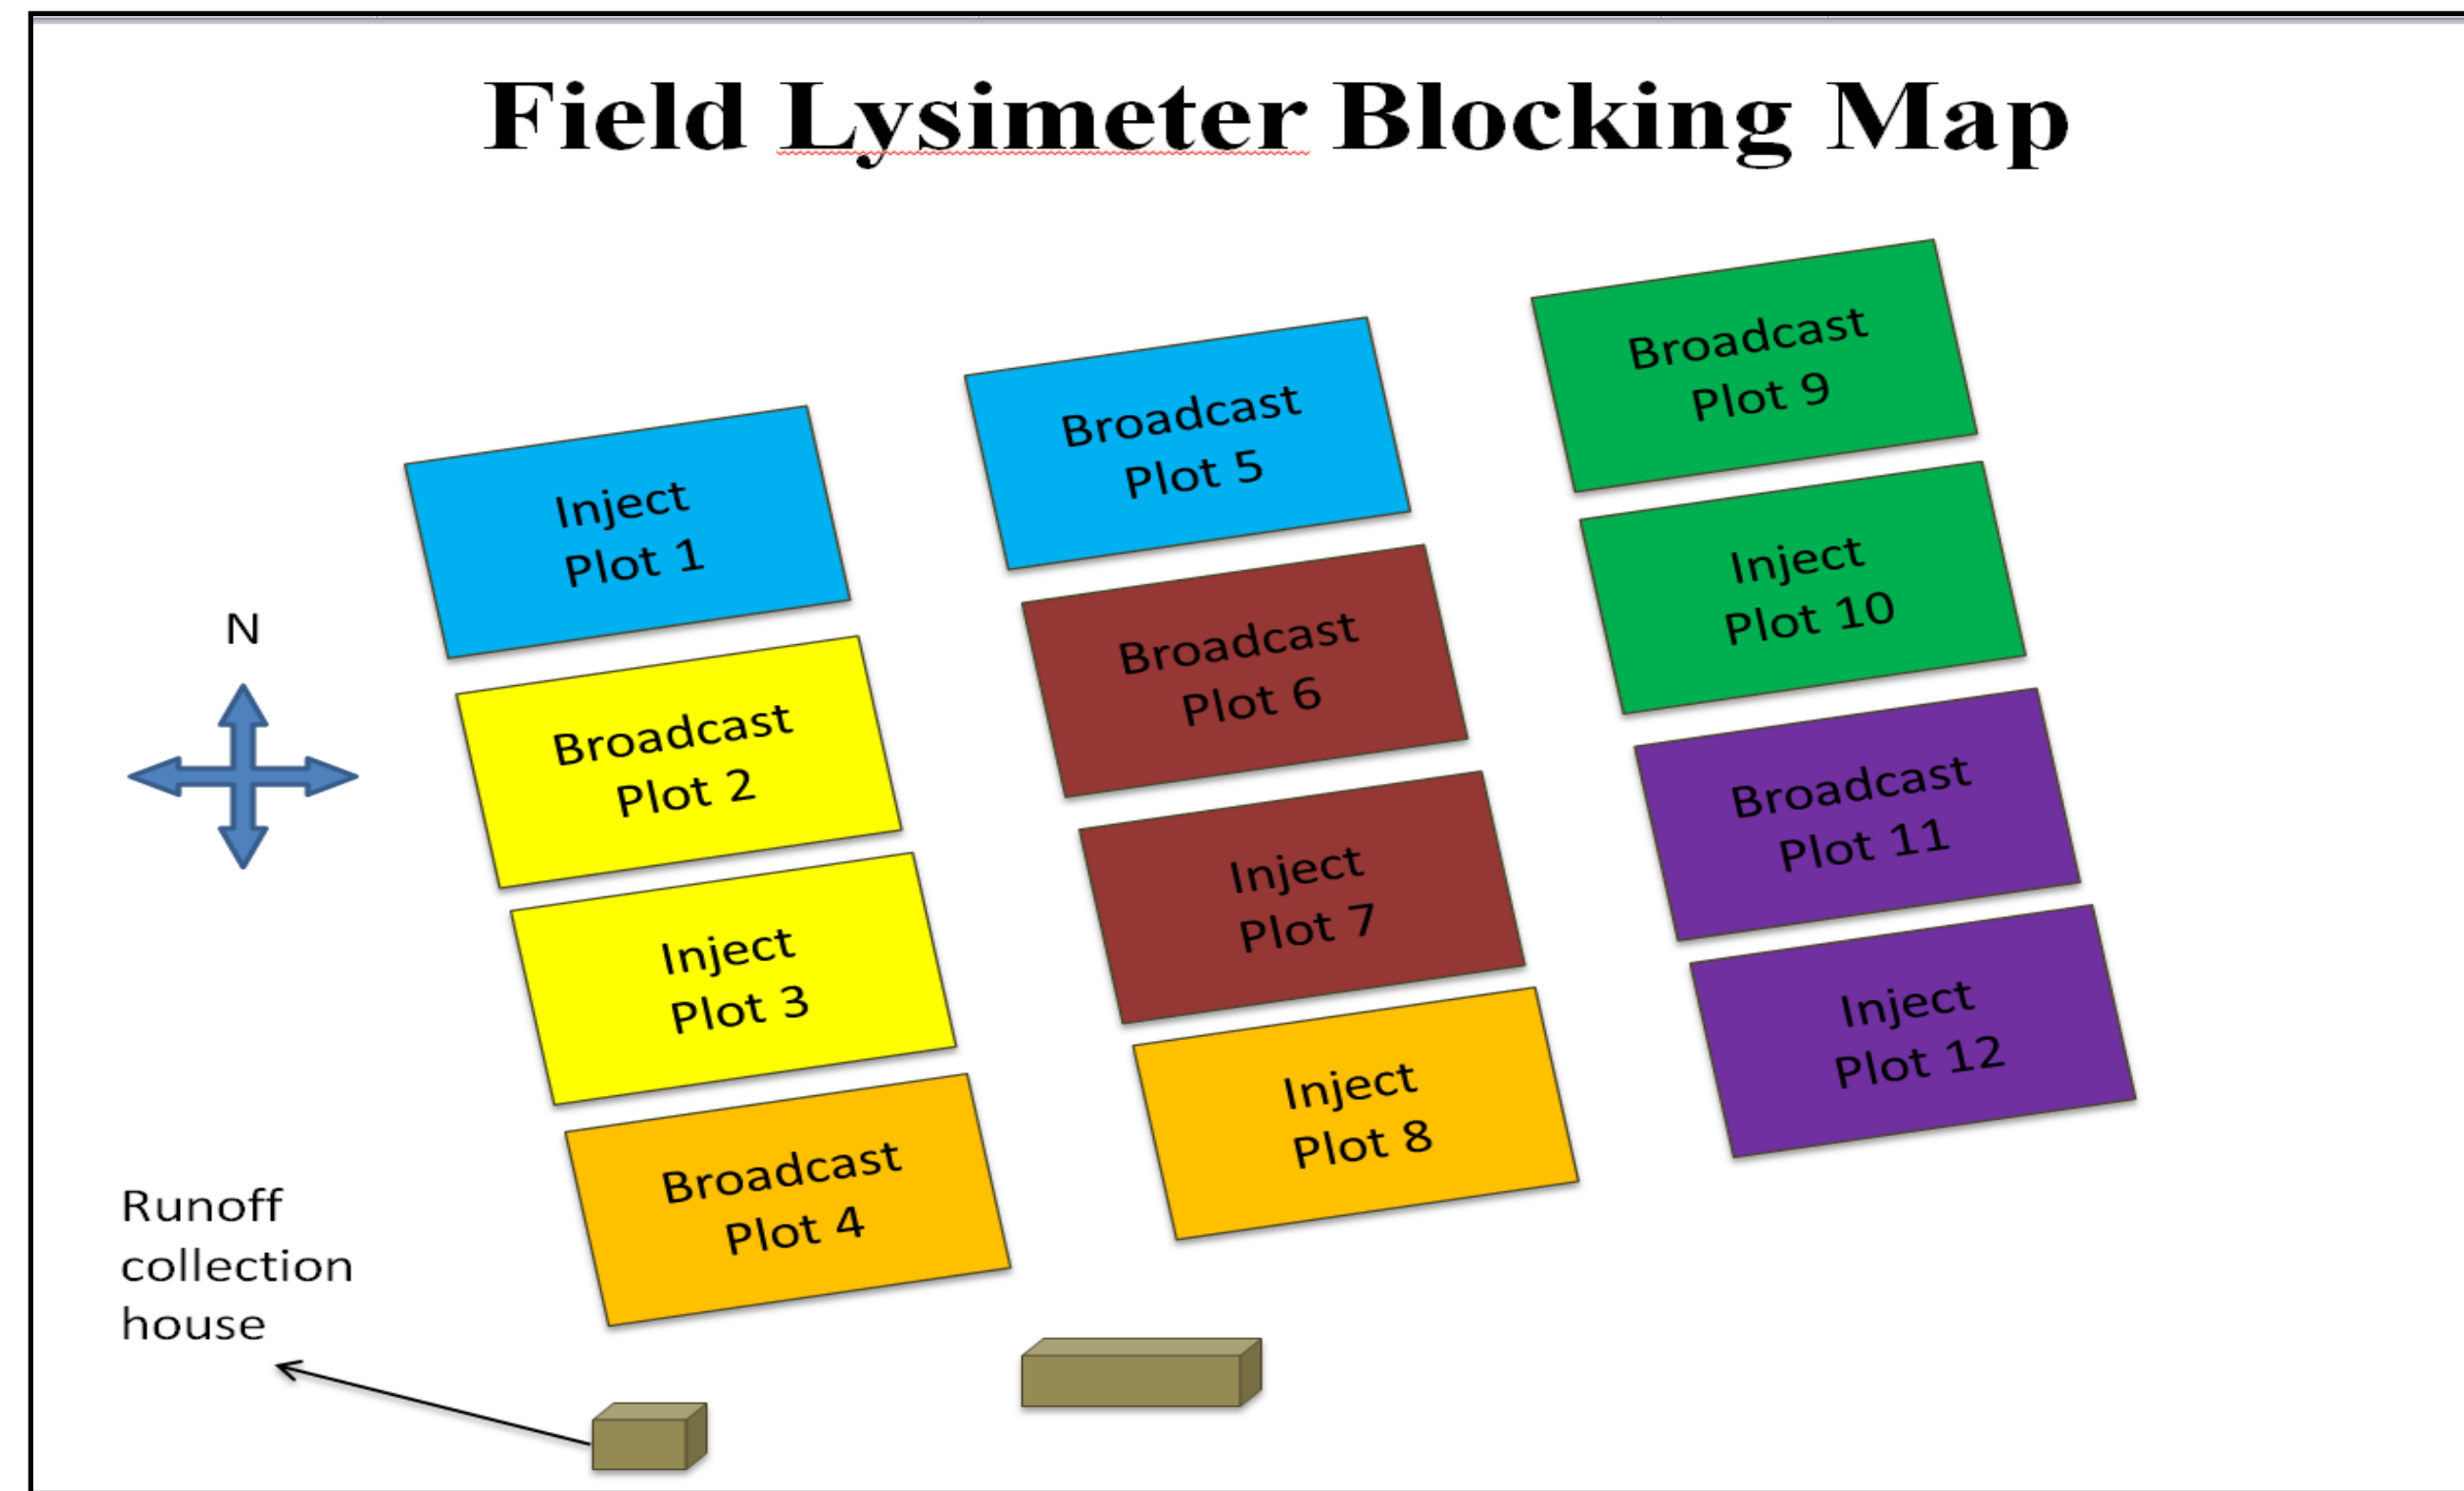 Field Lysimeter Blocking Map
Inject
Plot 1
Broadcast
Plot 2
Inject
Plot 3
Broadcast
Plot 4
Broadcast
Plot 5
Broadcast
Plot 6
Inject
Plot 7
Inject
Plot 8
Broadcast
Plot 9
Inject
Plot 10
Broadcast
Plot 11
Inject
Plot 12
N
Runoff
collection
house